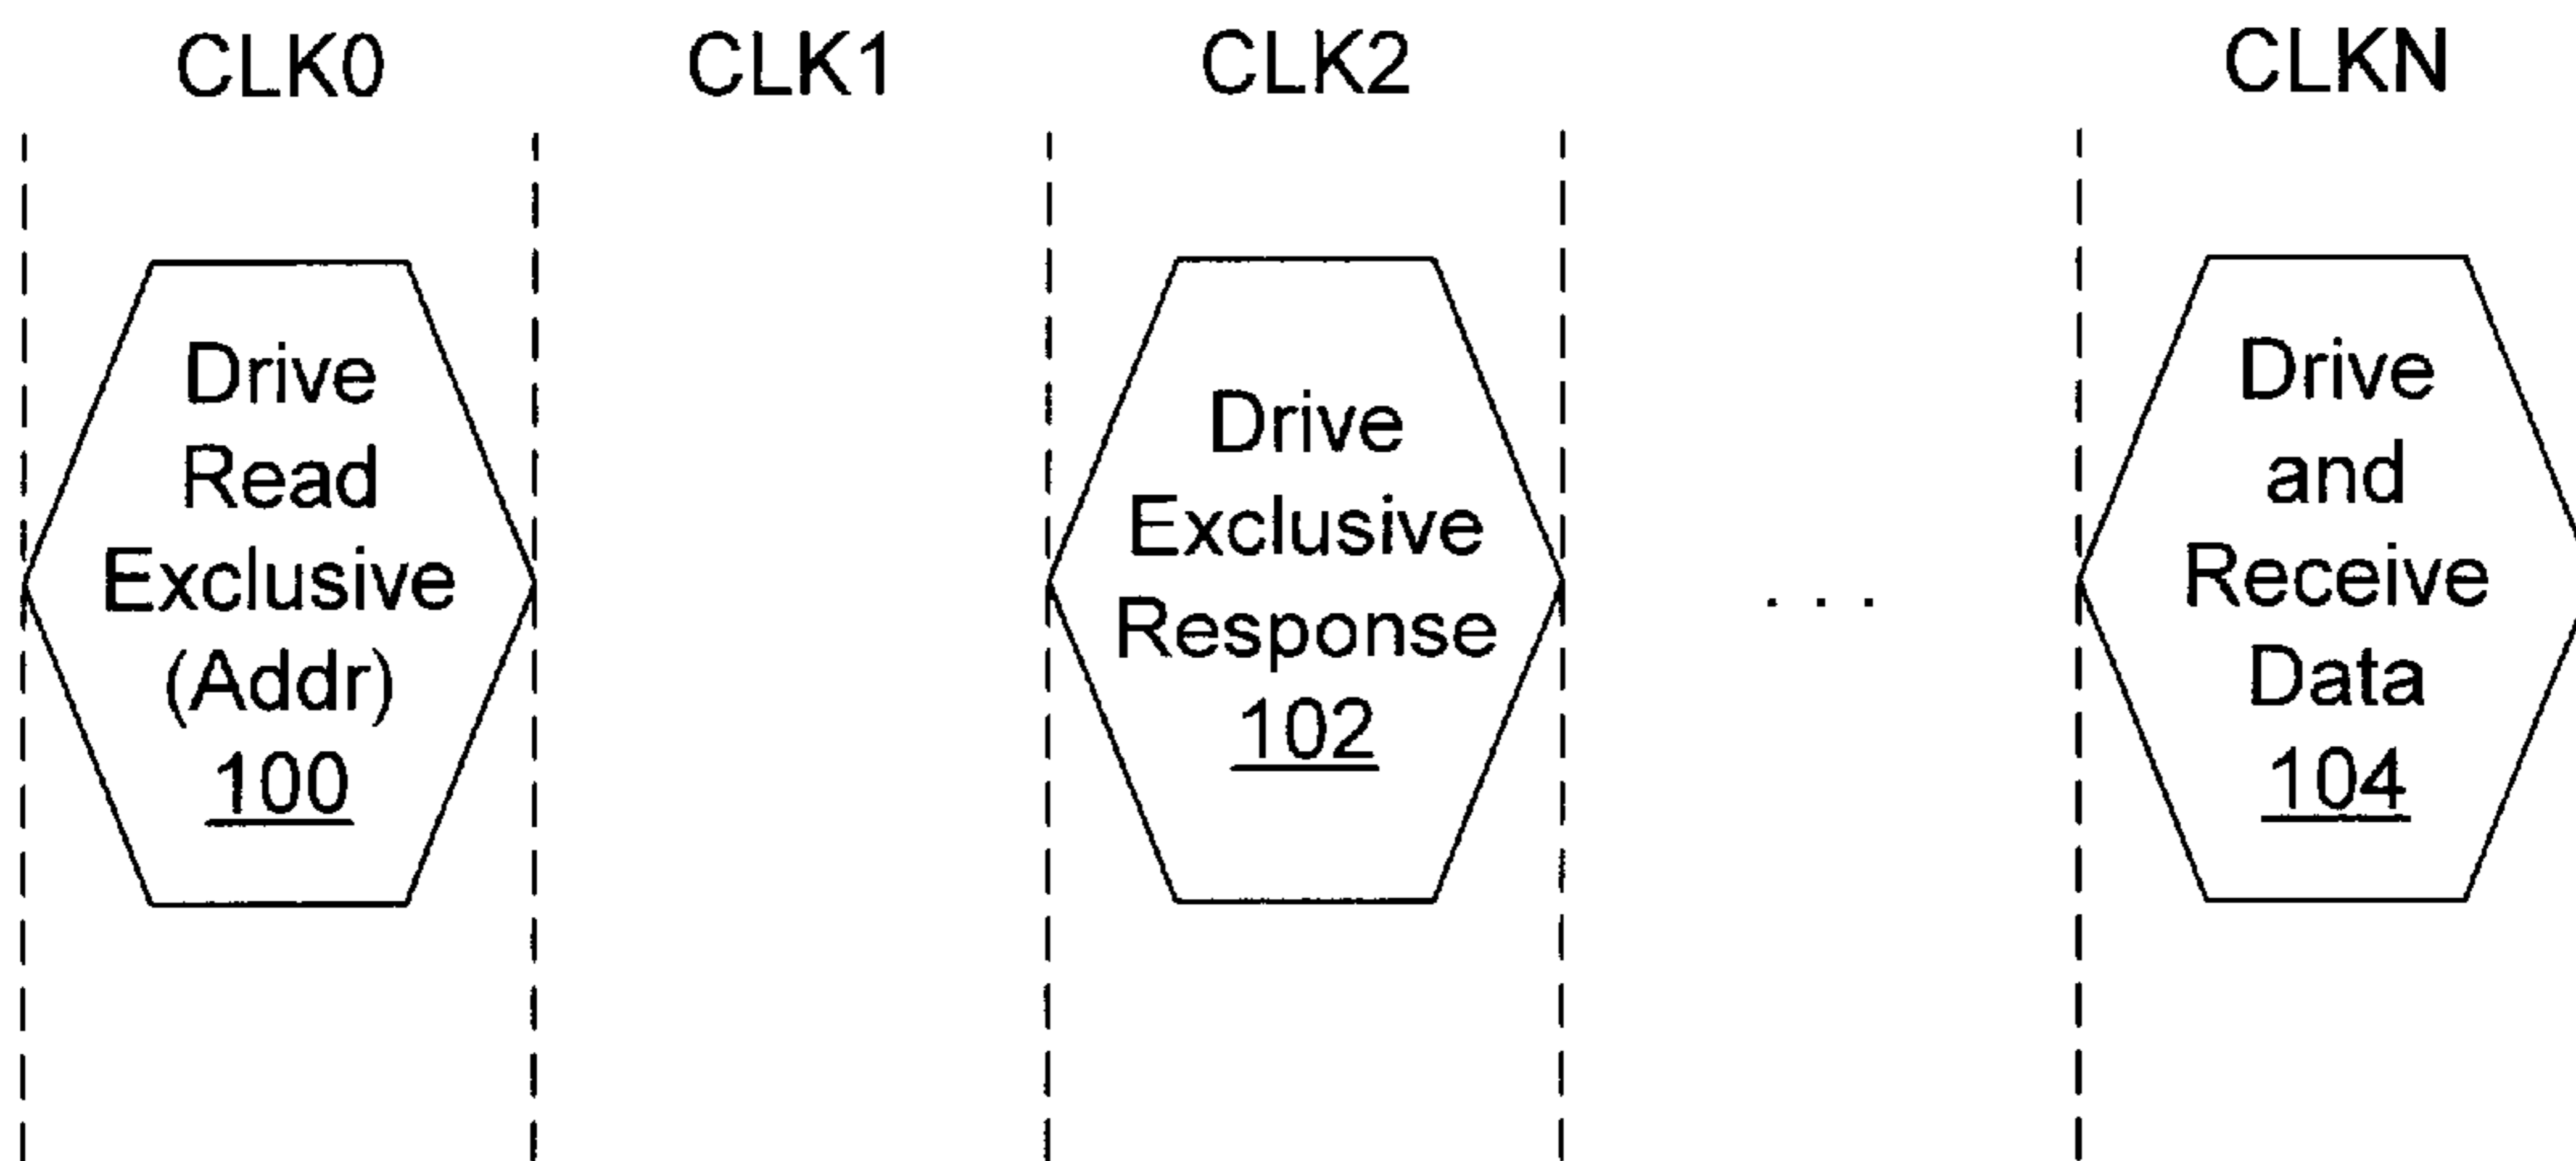 CLK0 CLK1 CLK2 CLKN
Drive
Read
Exclusive
(Addr)
100
Drive
Exclusive
Response
102
. . .
Drive
and
Receive
Data
104